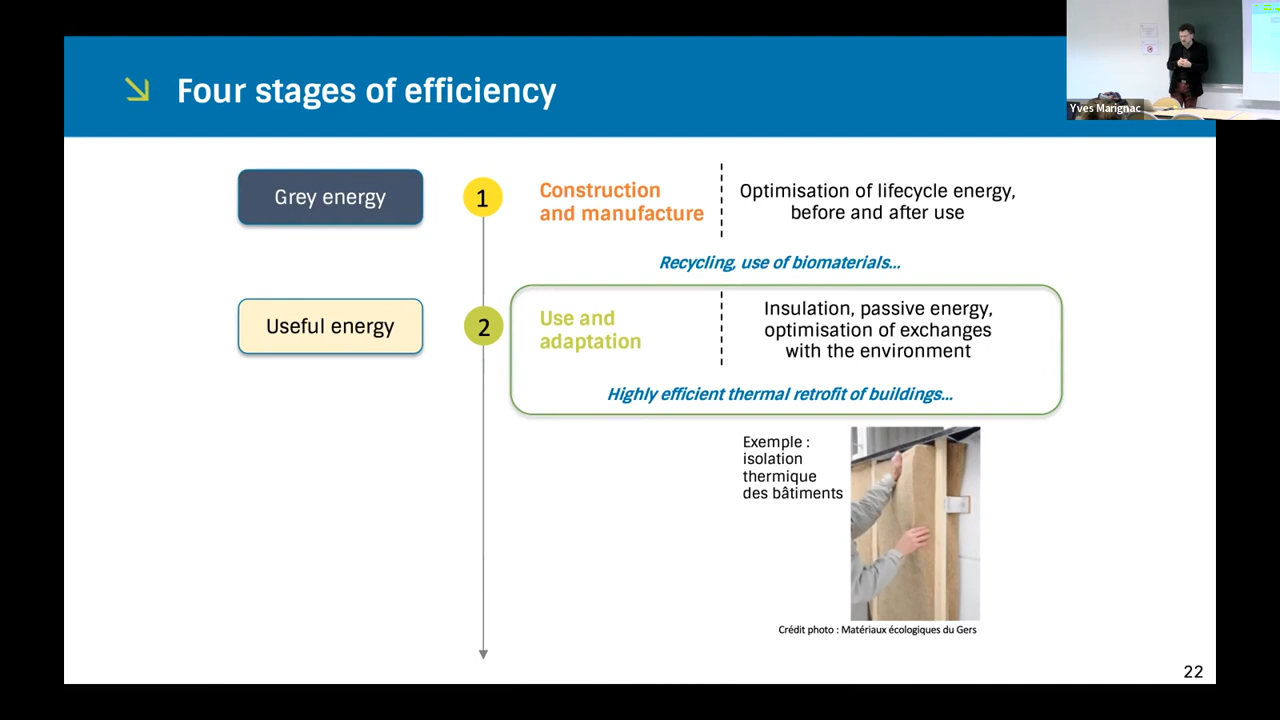 Four stages of efficiency
Yves Marignac
Grey energy
1
Construction
and manufacture
Optimisation of lifecycle energy,
before and after use
Recycling, use of biomaterials...
Useful energy
2
Use and
adaptation
Insulation, passive energy,
optimisation of exchanges
with the environment
Highly efficient thermal retrofit of buildings...
Exemple :
isolation
thermique
des bâtiments
Crédit photo : Matériaux écologiques du Gers
22